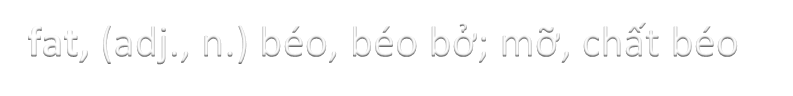 fat, (adj., n.) béo, béo bở; mỡ, chất béo